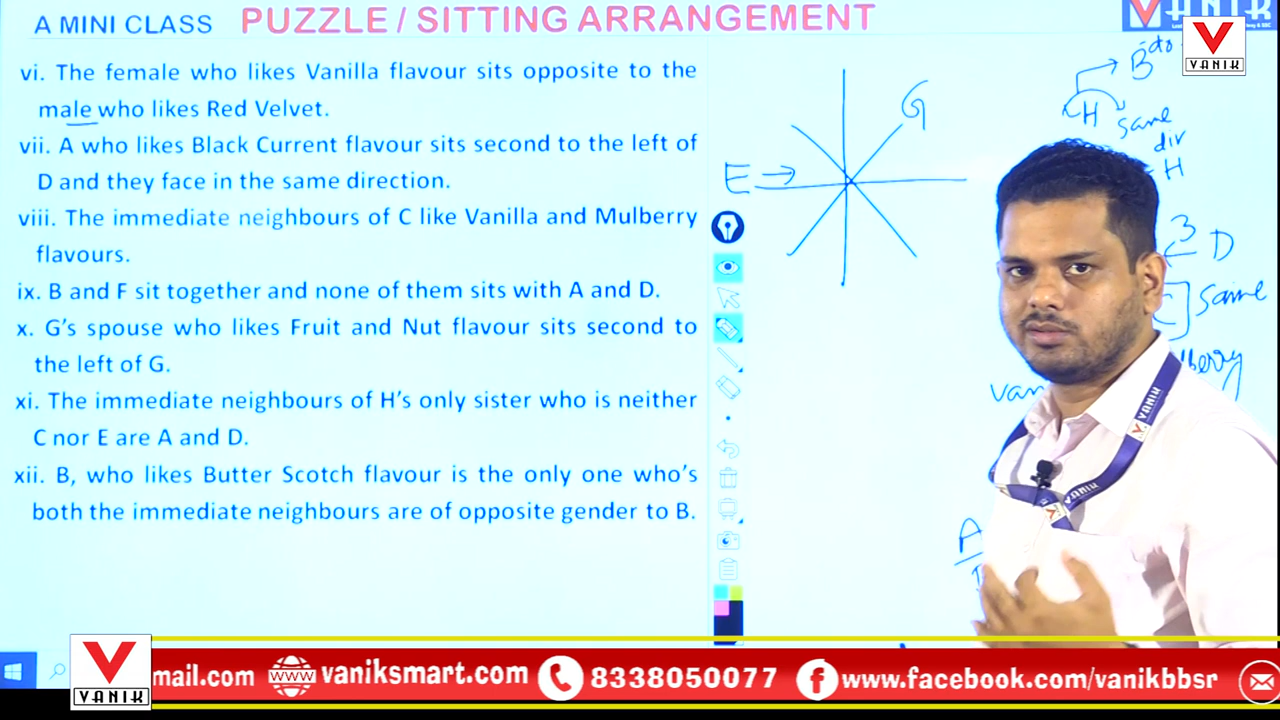 A MINI CLASS PUZZLE / SITTING ARRANGEMENT
VANIK
vi. The female who likes Vanilla flavour sits opposite to the
male who likes Red Velvet.
vii. A who likes Black Current flavour sits second to the left of
D and they face in the same direction.
viii. The immediate neighbours of C like Vanilla and Mulberry
flavours.
ix. B and F sit together and none of them sits with A and D.
x. G's spouse who likes Fruit and Nut flavour sits second to
the left of G.
xi. The immediate neighbours of H's only sister who is neither
C nor E are A and D.
xii. B, who likes Butter Scotch flavour is the only one who's
both the immediate neighbours are of opposite gender to B.
G
E
B
H
same
dir
H
3
D
Same
A
VANIK
VANIK
mail.com
www
vaniksmart.com
8338050077
www.facebook.com/vanikbbsr